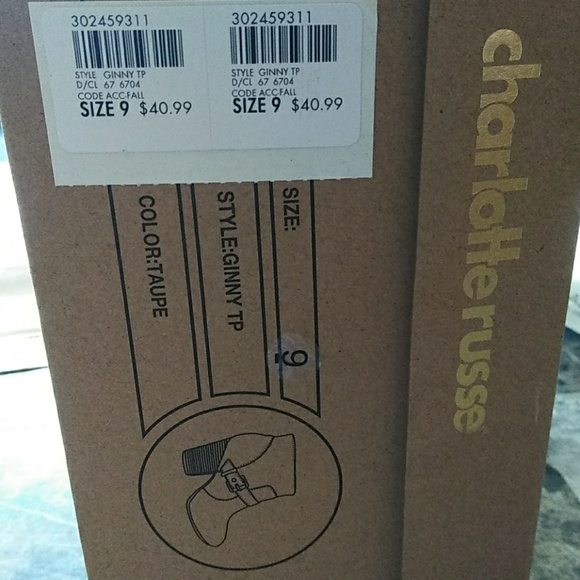 302459311
STYLE GINNY TP
D/CL 67 6704
CODE ACC-FALL
SIZE 9 $40.99
302459311
STYLE GINNY TP
D/CL 67 6704
CODE ACC-FALL
SIZE 9 $40.99
SIZE: 9
STYLE:GINNY TP
COLOR:TAUPE
charlotte russe